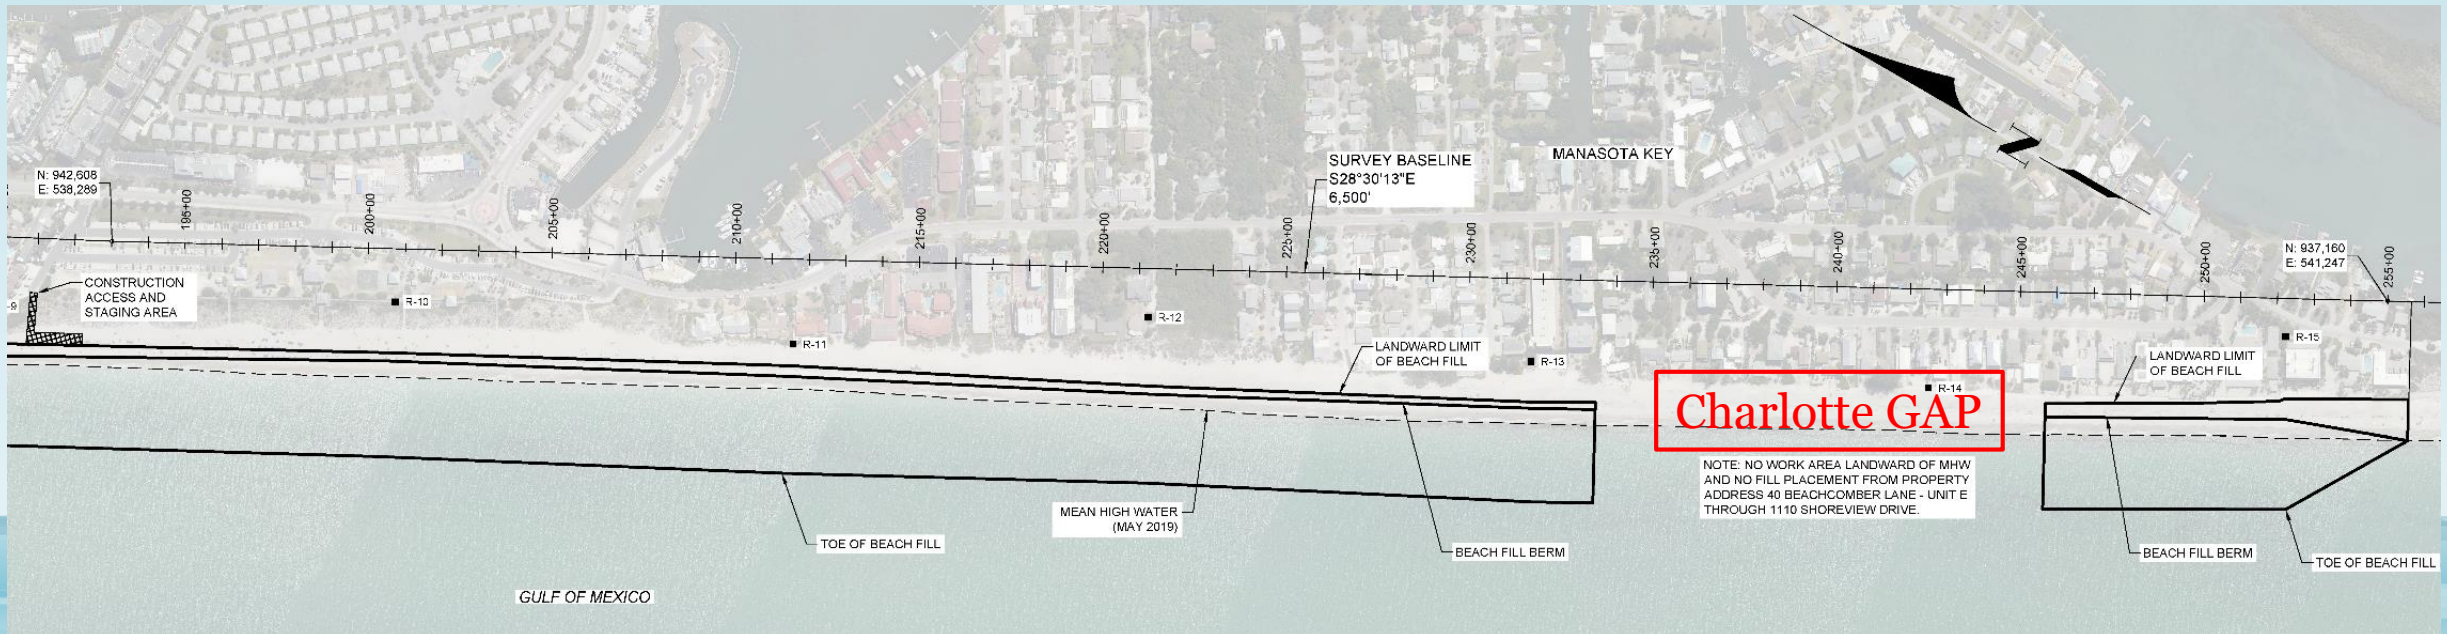 N: 942,608
E: 538,289
195+00
200+00
205+00
210+00
215+00
220+00
225+00
230+00
235+00
240+00
245+00
250+00
255+00
SURVEY BASELINE
S28°30'13"E
6,500'
MANASOTA KEY
N
N: 937,160
E: 541,247
CONSTRUCTION
ACCESS AND
STAGING AREA
-9
R-10
R-11
R-12
R-13
R-14
R-15
LANDWARD LIMIT
OF BEACH FILL
LANDWARD LIMIT
OF BEACH FILL
Charlotte GAP
NOTE: NO WORK AREA LANDWARD OF MHW
AND NO FILL PLACEMENT FROM PROPERTY
ADDRESS 40 BEACHCOMBER LANE - UNIT E
THROUGH 1110 SHOREVIEW DRIVE.
MEAN HIGH WATER
(MAY 2019)
TOE OF BEACH FILL
BEACH FILL BERM
BEACH FILL BERM
TOE OF BEACH FILL
GULF OF MEXICO